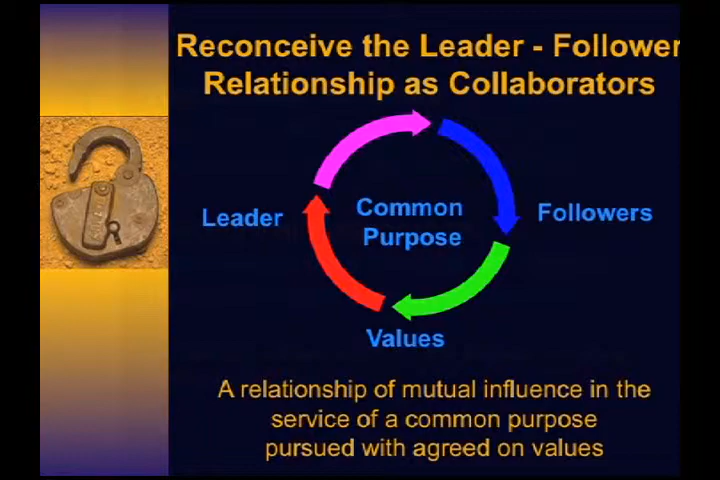 Reconceive the Leader - Follower
Relationship as Collaborators
Leader
Common
Purpose
Followers
Values
A relationship of mutual influence in the
service of a common purpose
pursued with agreed on values